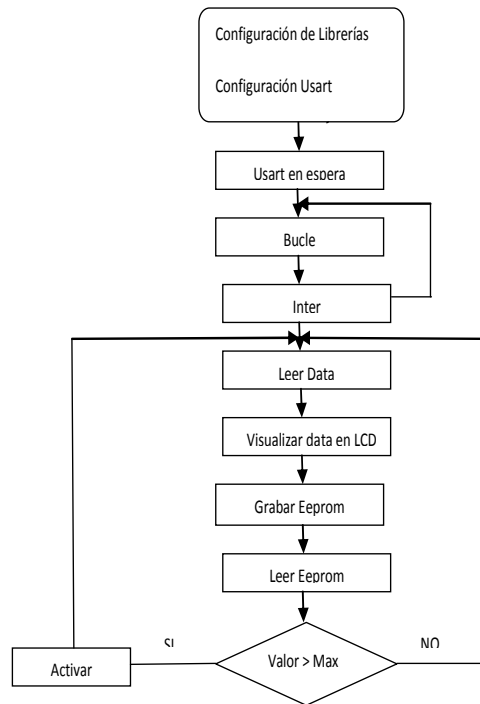 Configuración de Librerías
Configuración Usart
Usart en espera
Bucle
Inter
Leer Data
Visualizar data en LCD
Grabar Eeprom
Leer Eeprom
SI
Valor > Max
NO
Activar